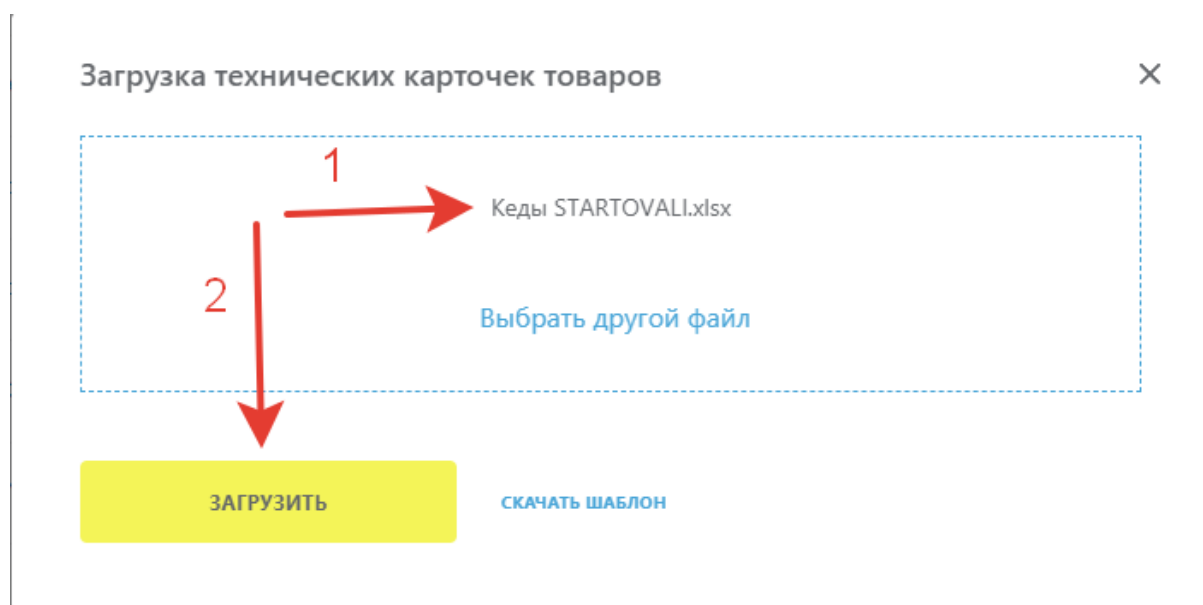 Загрузка технических карточек товаров
1
Кеды STARTOVALI.xlsx
2
Выбрать другой файл
ЗАГРУЗИТЬ
СКАЧАТЬ ШАБЛОН